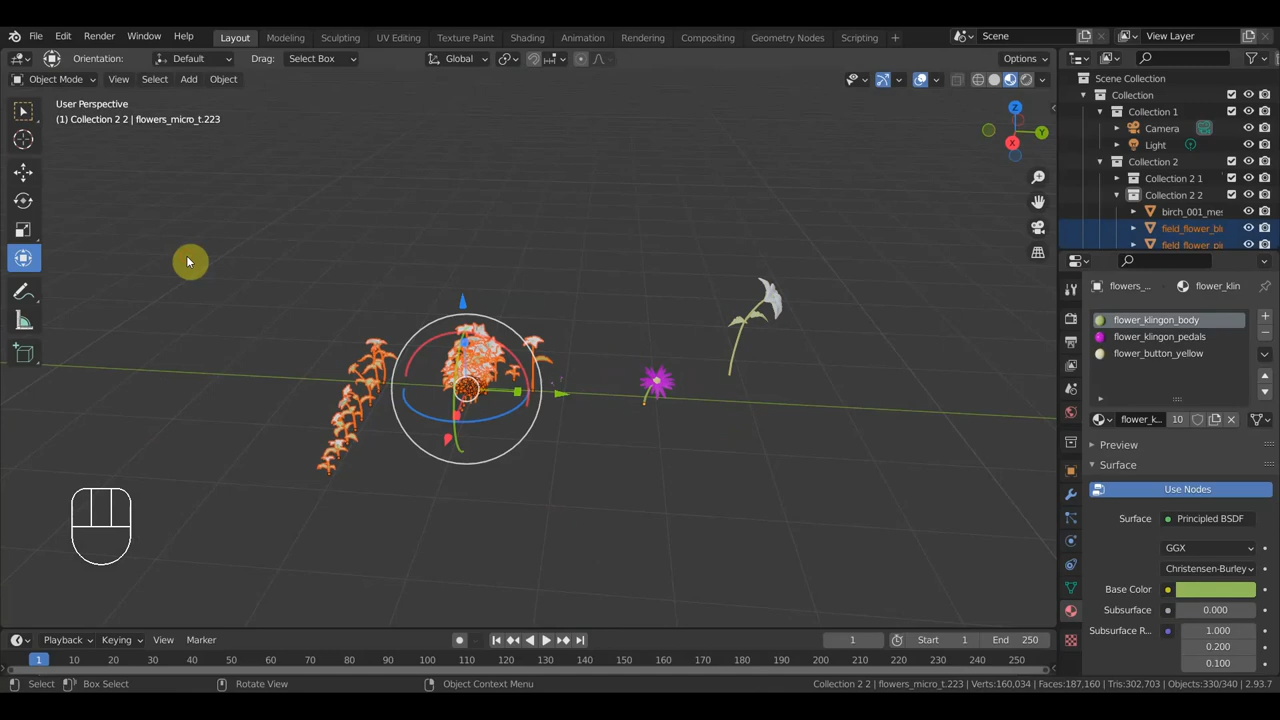 File Edit Render Window Help Layout Modeling Sculpting UV Editing Texture Paint Shading Animation Rendering Compositing Geometry Nodes Scripting + Scene View Layer
Orientation: Default Drag: Select Box Global Options
Object Mode View Select Add Object
User Perspective
(1) Collection 2 2 | flowers_micro_t.223
Z
Y
X
Scene Collection
Collection
Collection 1
Camera
Light
Collection 2
Collection 2 1
Collection 2 2
birch_001_me
field_flower_bl
field_flower_pi
flowers_... flower_klin
flower_klingon_body
flower_klingon_pedals
flower_button_yellow
flower_k... 10
Preview
Surface
Use Nodes
Surface Principled BSDF
GGX
Christensen-Burley
Base Color
Subsurface 0.000
Subsurface R... 1.000
0.200
0.100
Playback Keying View Marker 1 Start 1 End 250
1 10 20 30 40 50 60 70 80 90 100 110 120 130 140 150 160 170 180 190 200 210 220 230 240 250
Select Box Select Rotate View Object Context Menu Collection 2 2 | flowers_micro_t.223 | Verts:160,034 | Faces:187,160 | Tris:302,703 | Objects:330/340 | 2.93.7